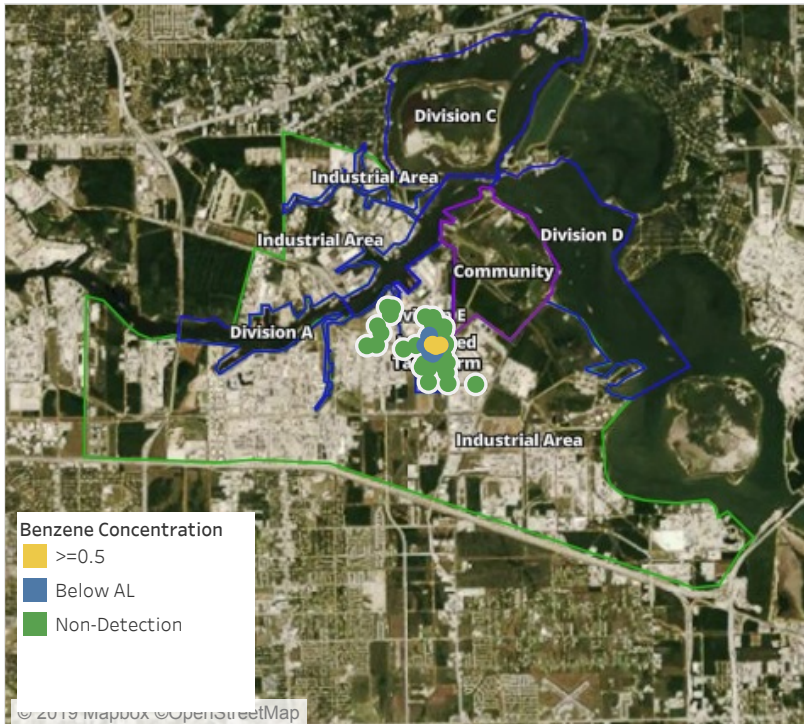 Division C
Industrial Area
Division D
Industrial Area
Community
Division A
Industrial Area
Benzene Concentration
>=0.5
Below AL
Non-Detection
© 2019 Mapbox ©OpenStreetMap